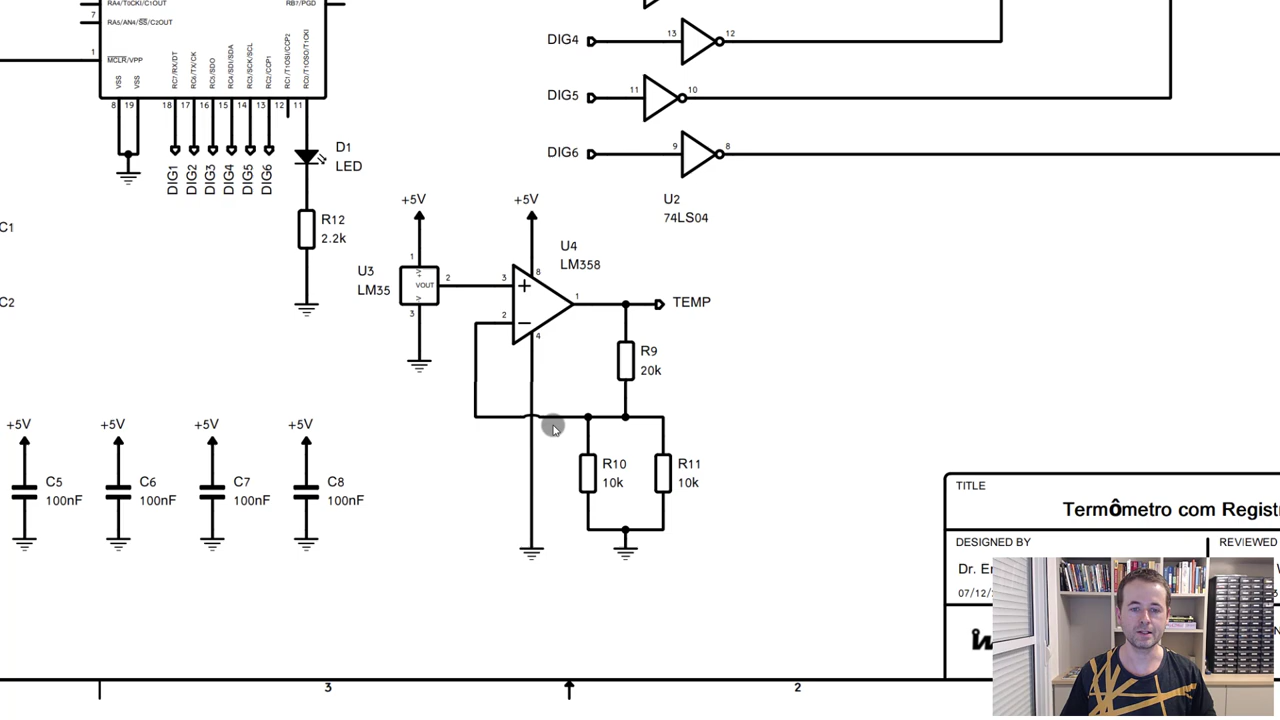 RA4/T0CKI/C1OUT
RB7/PGD
7
RA5/AN4/SS/C2OUT
1
MCLR/VPP
VSS
VSS
RC7/RX/DT
RC6/TX/CK
RC5/SDO
RC4/SDI/SDA
RC3/SCK/SCL
RC2/CCP1
RC1/T1OSI/CCP2
RC0/T1OSO/T1CKI
8
19
18
17
16
15
14
13
12
11
DIG1
DIG2
DIG3
DIG4
DIG5
DIG6
D1
LED
R12
2.2k
DIG4
13
12
DIG5
11
10
DIG6
9
8
U2
74LS04
C1
C2
+5V
+5V
U3
LM35
1
+V
VOUT
-V
2
3
U4
LM358
8
3
+
2
−
4
1
TEMP
R9
20k
R10
10k
R11
10k
+5V
+5V
+5V
+5V
C5
100nF
C6
100nF
C7
100nF
C8
100nF
TITLE
Termômetro com Regist
DESIGNED BY
REVIEWED
Dr.
07/12/
3
2